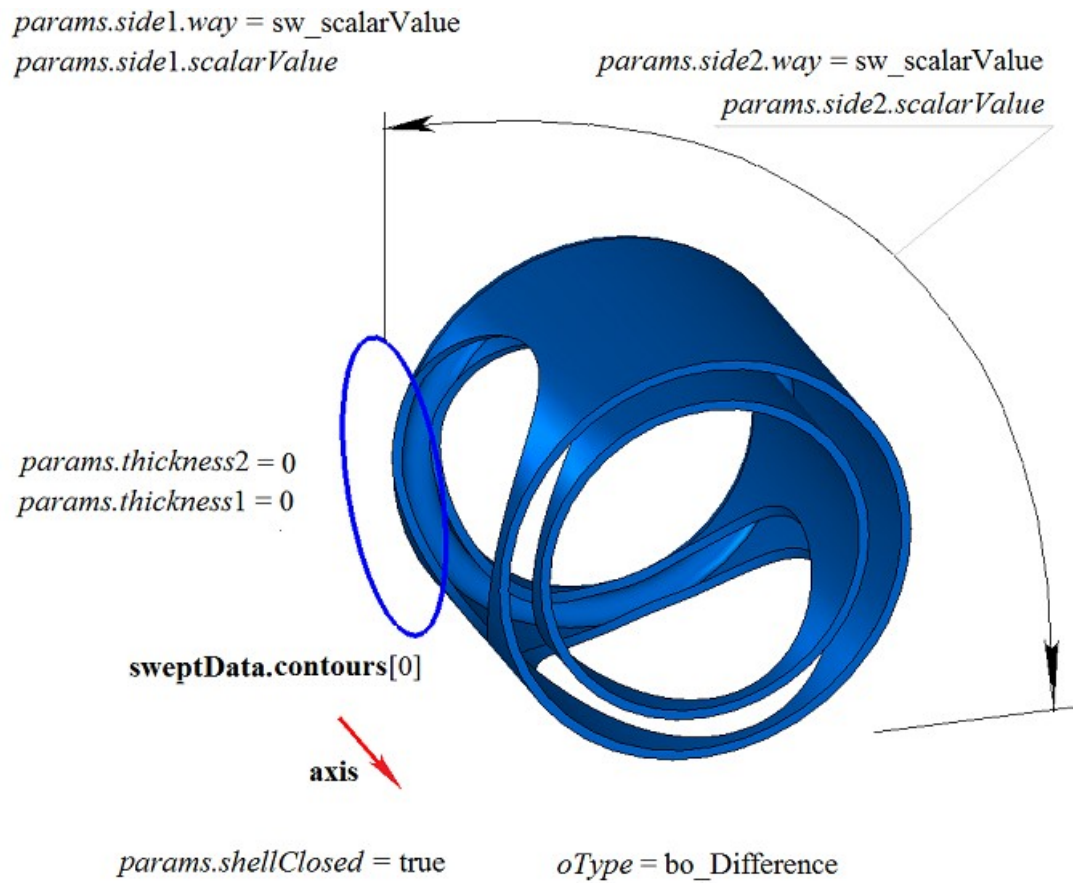 params.side1.way = sw_scalarValue
params.side1.scalarValue
params.side2.way = sw_scalarValue
params.side2.scalarValue
params.thickness2 = 0
params.thickness1 = 0
sweptData.contours[0]
axis
params.shellClosed = true
oType = bo_Difference